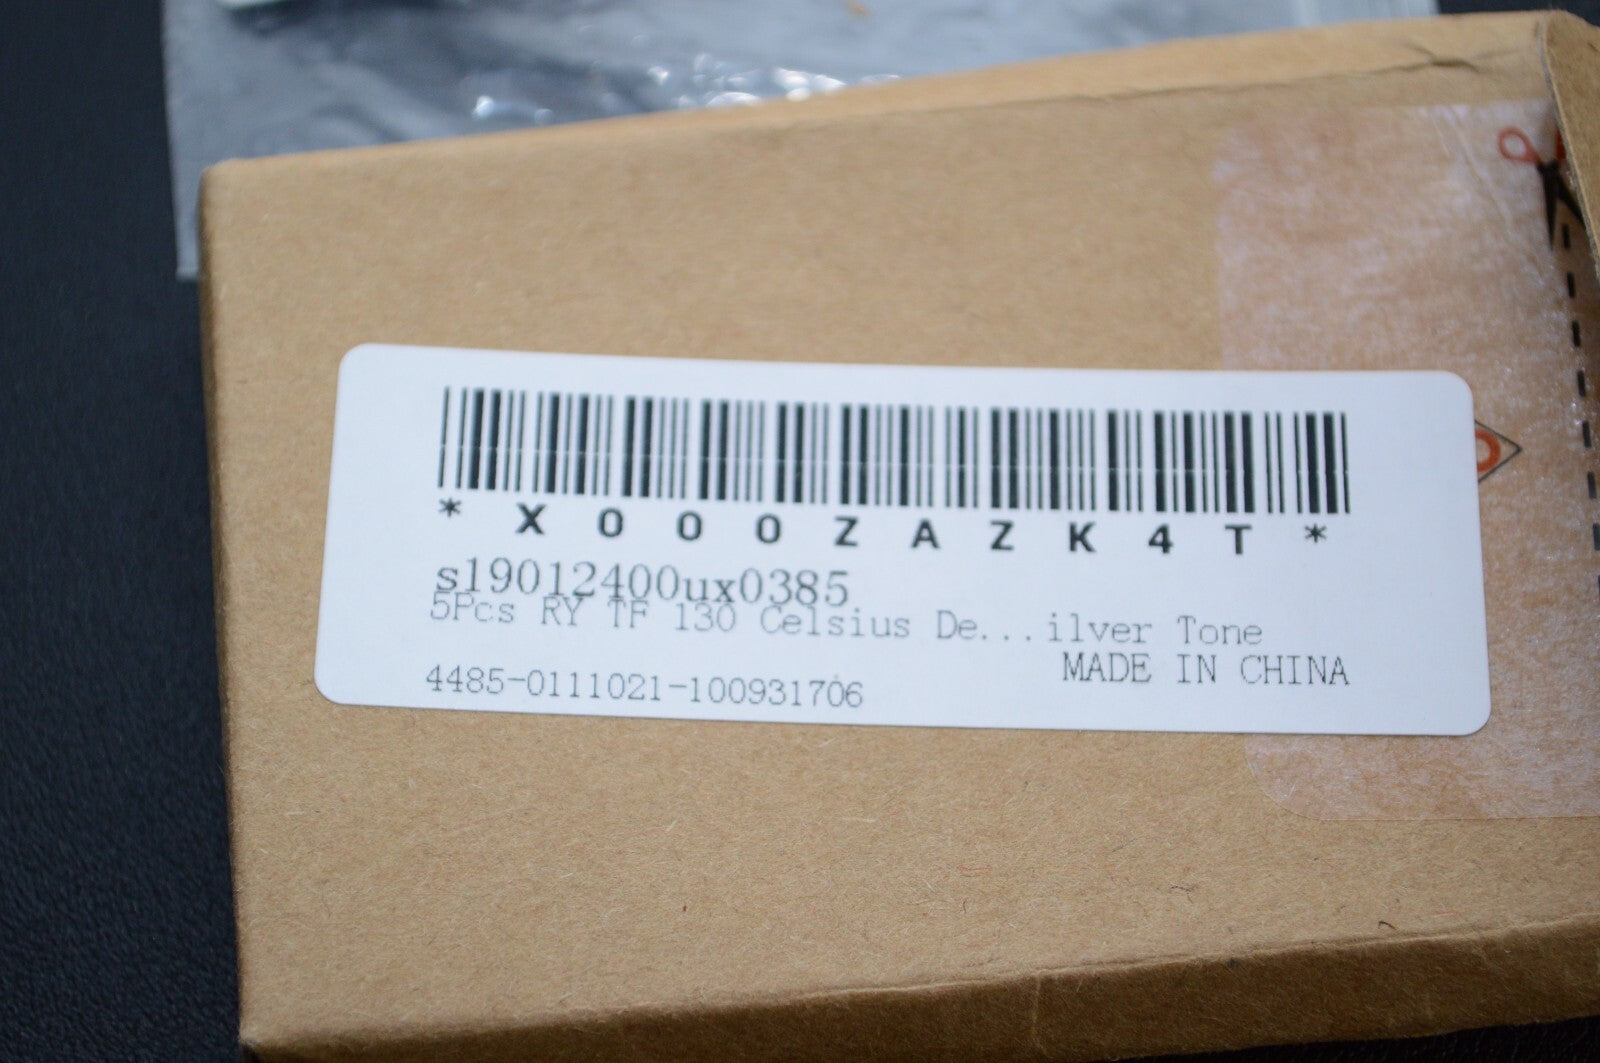 *X000ZAZK4T*
s19012400ux0385
5Pcs RY TF 130 Celsius De...ilver Tone
MADE IN CHINA
4485-0111021-100931706